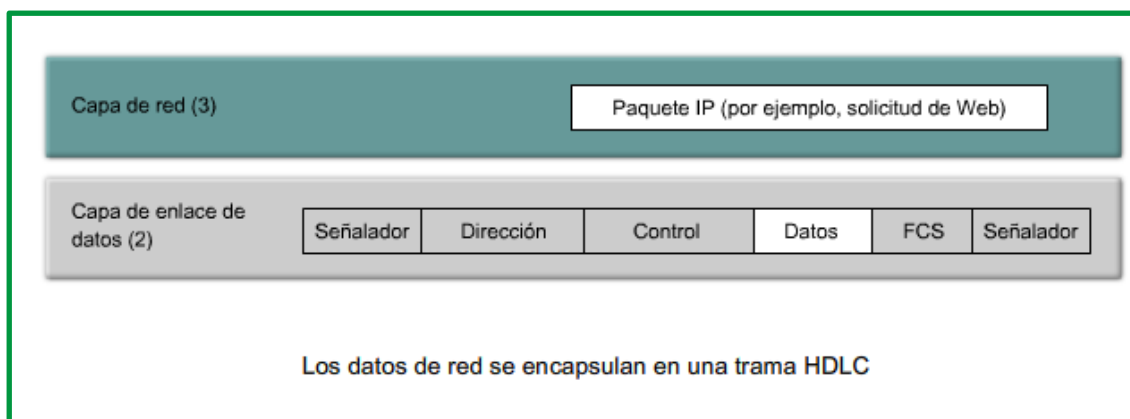 Capa de red (3)
Paquete IP (por ejemplo, solicitud de Web)
Capa de enlace de
datos (2)
Señalador Dirección Control Datos FCS Señalador
Los datos de red se encapsulan en una trama HDLC